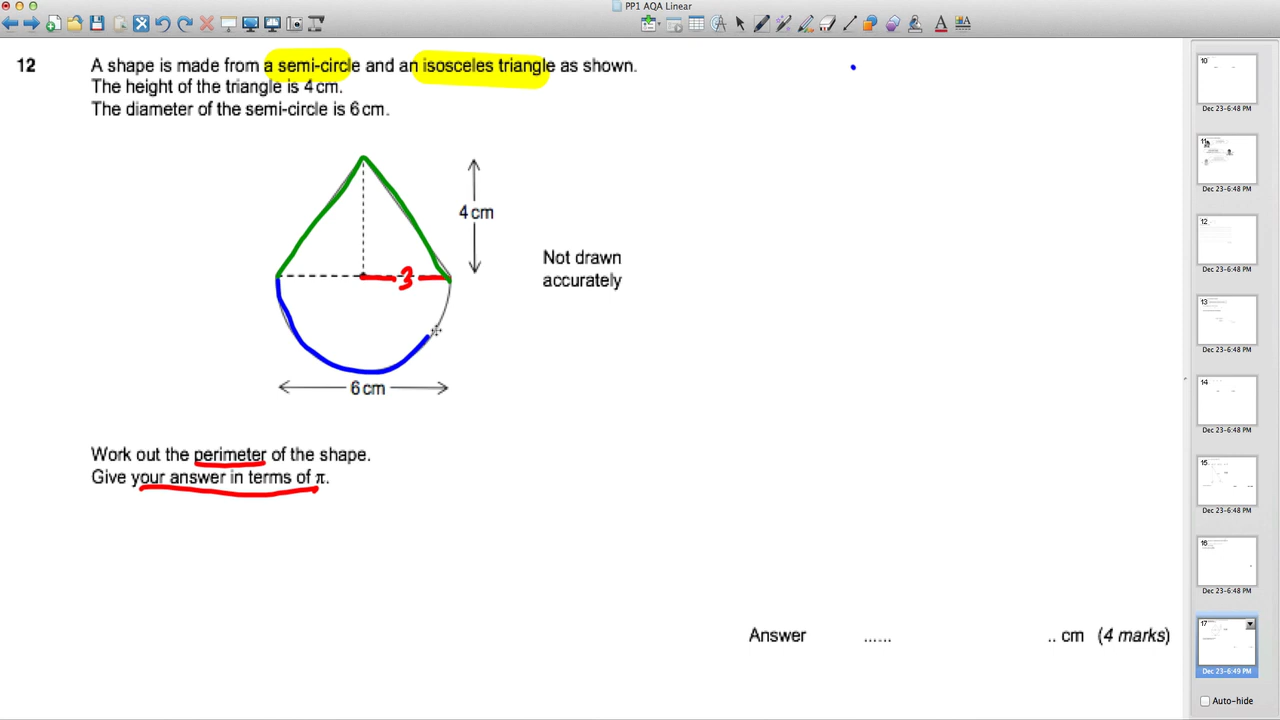 PP1 AQA Linear
12 A shape is made from a semi-circle and an isosceles triangle as shown.
The height of the triangle is 4 cm.
The diameter of the semi-circle is 6 cm.
4 cm
3
Not drawn
accurately
6 cm
Work out the perimeter of the shape.
Give your answer in terms of π.
Answer ...... .. cm (4 marks)
10
Dec 23-6:48 PM
11
Dec 23-6:48 PM
12
Dec 23-6:48 PM
13
Dec 23-6:48 PM
14
Dec 23-6:48 PM
15
Dec 23-6:48 PM
16
Dec 23-6:48 PM
17
Dec 23-6:49 PM
Auto-hide